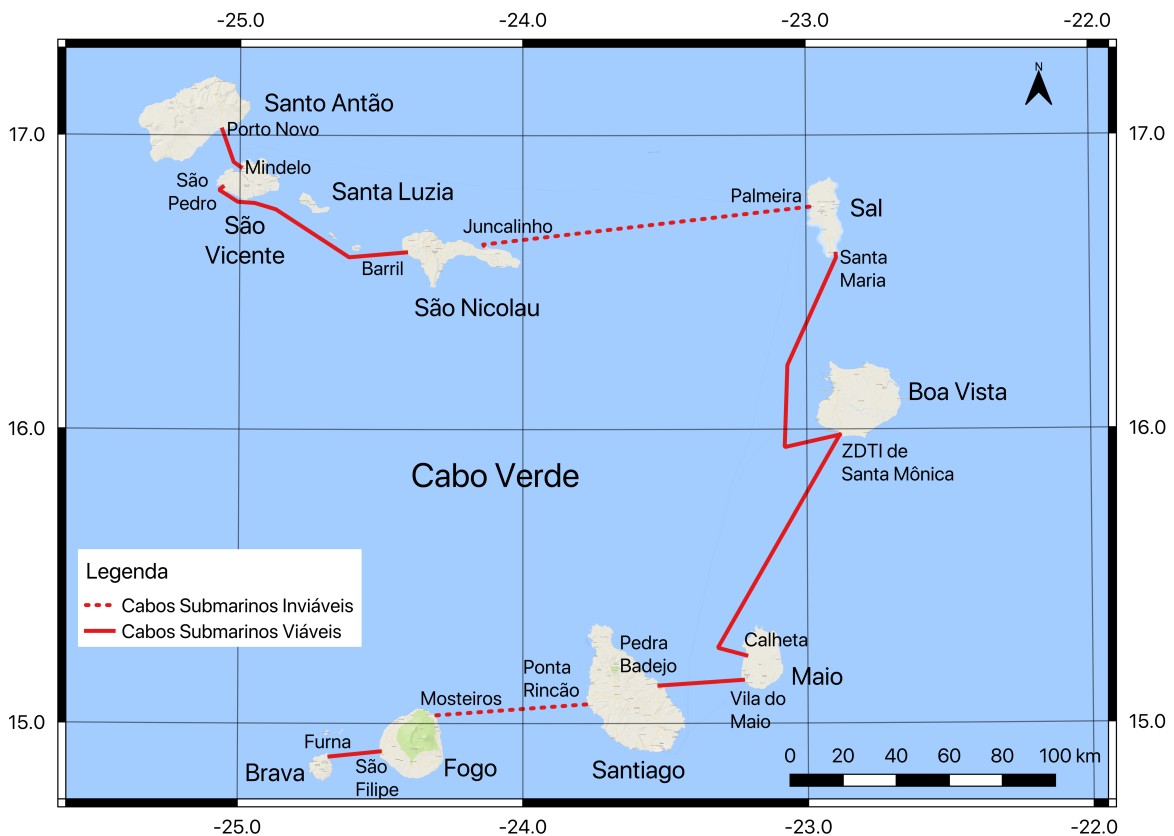 -25.0
-24.0
-23.0
-22.0
N
Santo Antão
17.0
Porto Novo
17.0
Mindelo
São
Pedro
Santa Luzia
Palmeira
Sal
São
Vicente
Juncalinho
Barril
Santa
Maria
São Nicolau
Boa Vista
16.0
16.0
ZDTI de
Santa Mônica
Cabo Verde
Legenda
Cabos Submarinos Inviáveis
Cabos Submarinos Viáveis
Pedra
Badejo
Calheta
Ponta
Rincão
Maio
Mosteiros
Vila do
Maio
15.0
15.0
Furna
Brava
São
Filipe
Fogo
Santiago
0
20
40
60
80
100 km
-25.0
-24.0
-23.0
-22.0